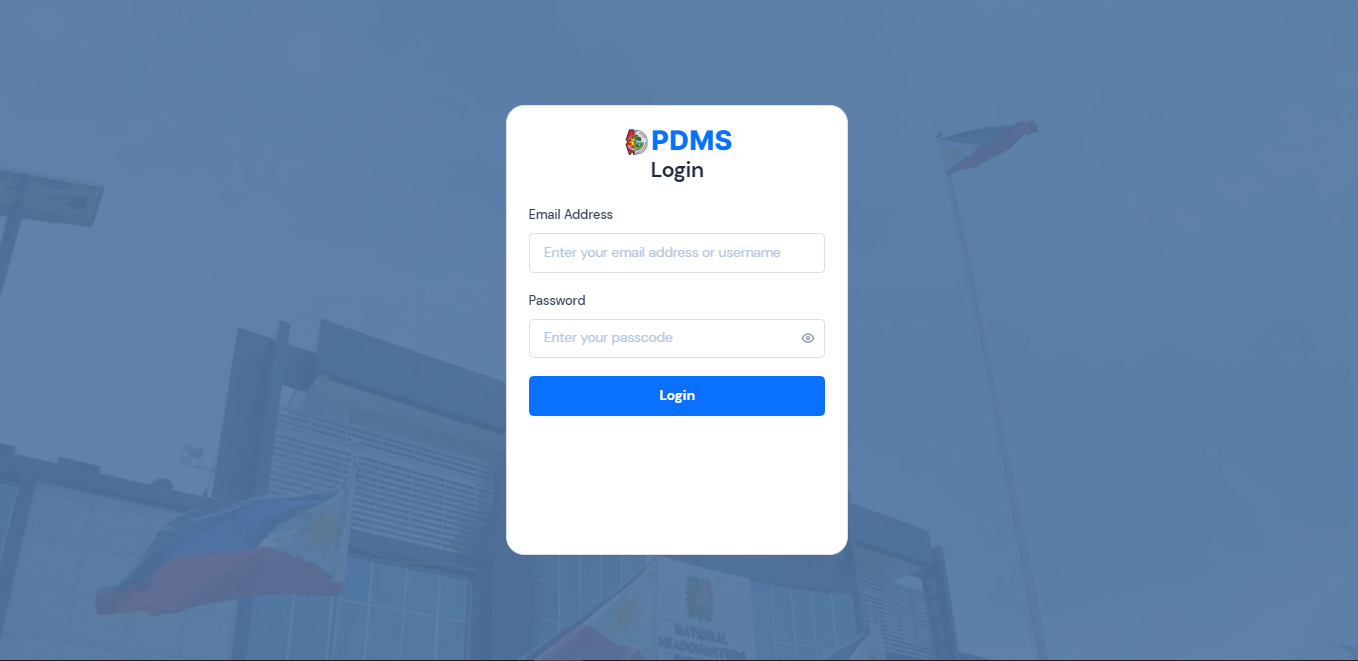 PDMS
Login
Email Address
Enter your email address or username
Password
Enter your passcode
Login
NATIONAL
HEADQUARTERS